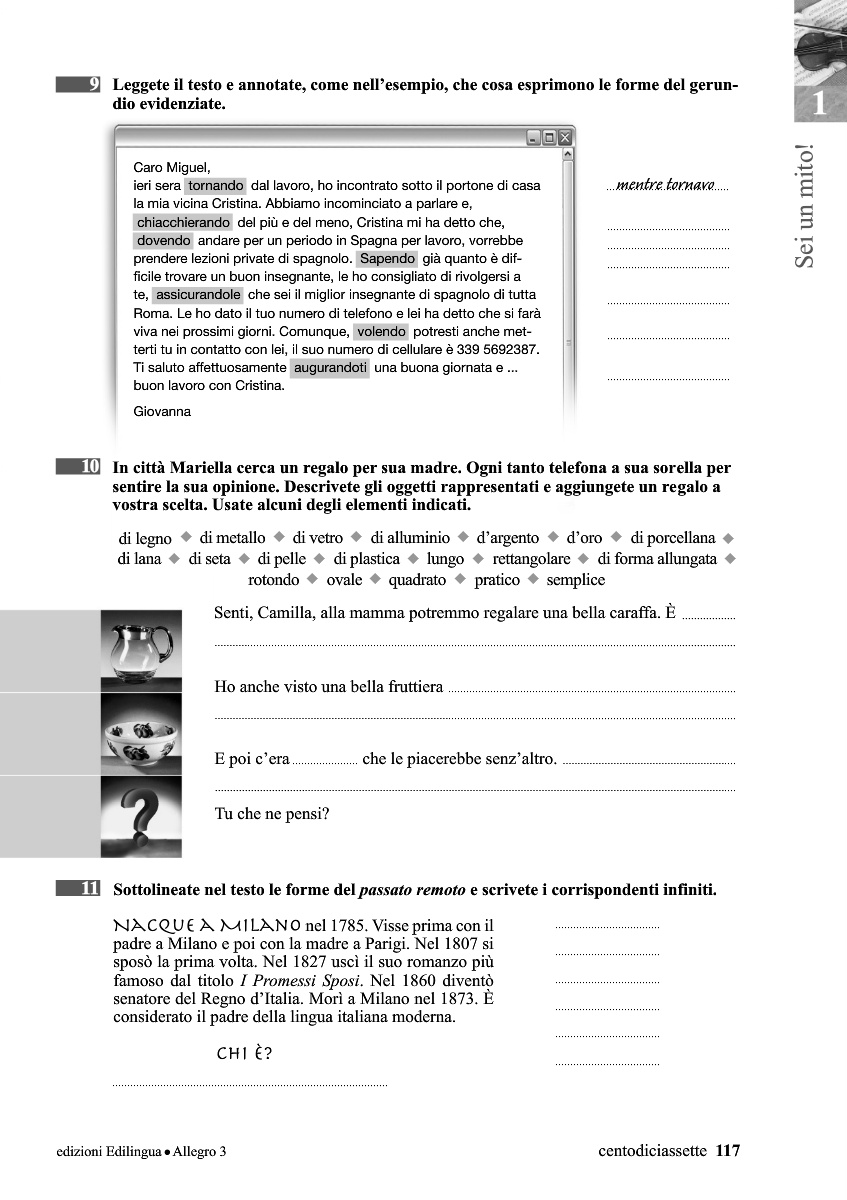 1
Sei un mito!
9 Leggete il testo e annotate, come nell'esempio, che cosa esprimono le forme del gerun-
dio evidenziate.
Caro Miguel,
ieri sera tornando dal lavoro, ho incontrato sotto il portone di casa
la mia vicina Cristina. Abbiamo incominciato a parlare e,
chiacchierando del più e del meno, Cristina mi ha detto che,
dovendo andare per un periodo in Spagna per lavoro, vorrebbe
prendere lezioni private di spagnolo. Sapendo già quanto è dif-
ficile trovare un buon insegnante, le ho consigliato di rivolgersi a
te, assicurandole che sei il miglior insegnante di spagnolo di tutta
Roma. Le ho dato il tuo numero di telefono e lei ha detto che si farà
viva nei prossimi giorni. Comunque, volendo potresti anche met-
terti tu in contatto con lei, il suo numero di cellulare è 339 5692387.
Ti saluto affettuosamente augurandoti una buona giornata e ...
buon lavoro con Cristina.
Giovanna
mentre tornavo
10 In città Mariella cerca un regalo per sua madre. Ogni tanto telefona a sua sorella per
sentire la sua opinione. Descrivete gli oggetti rappresentati e aggiungete un regalo a
vostra scelta. Usate alcuni degli elementi indicati.
di legno ◆ di metallo ◆ di vetro ◆ di alluminio ◆ d'argento ◆ d'oro ◆ di porcellana ◆
di lana ◆ di seta ◆ di pelle ◆ di plastica ◆ lungo ◆ rettangolare ◆ di forma allungata ◆
rotondo ◆ ovale ◆ quadrato ◆ pratico ◆ semplice
Senti, Camilla, alla mamma potremmo regalare una bella caraffa. È ..................
Ho anche visto una bella fruttiera ..................
E poi c'era .................. che le piacerebbe senz'altro. ..................
Tu che ne pensi?
11 Sottolineate nel testo le forme del passato remoto e scrivete i corrispondenti infiniti.
NACQUE A MILANO nel 1785. Visse prima con il
padre a Milano e poi con la madre a Parigi. Nel 1807 si
sposò la prima volta. Nel 1827 uscì il suo romanzo più
famoso dal titolo I Promessi Sposi. Nel 1860 diventò
senatore del Regno d'Italia. Morì a Milano nel 1873. È
considerato il padre della lingua italiana moderna.
CHI È?
edizioni Edilingua • Allegro 3
centodiciassette 117